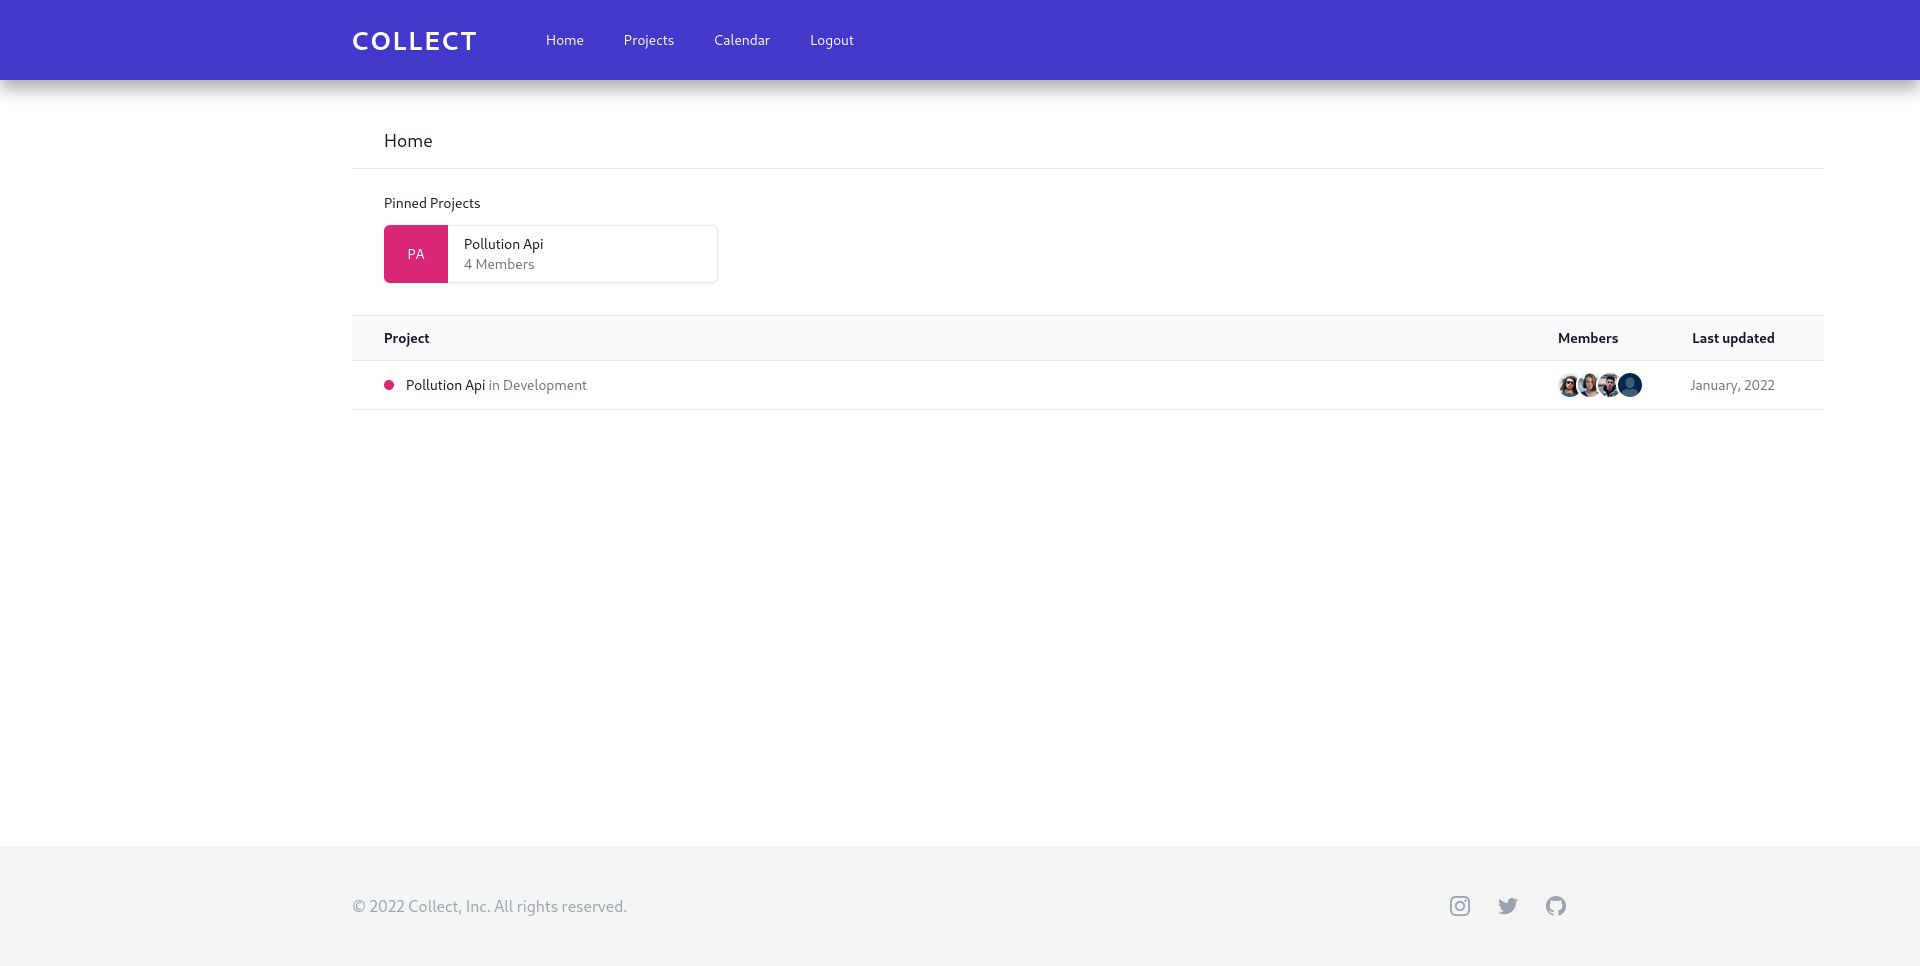 COLLECT Home Projects Calendar Logout
Home
Pinned Projects
PA
Pollution Api
4 Members
Project Members Last updated
Pollution Api in Development January, 2022
© 2022 Collect, Inc. All rights reserved.